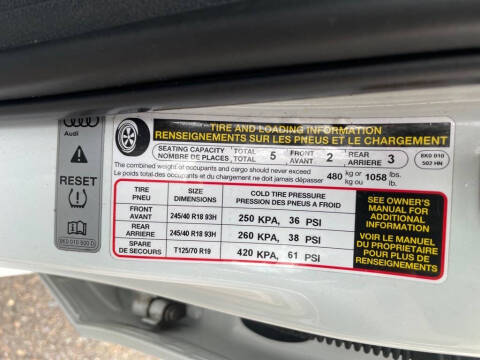 Audi
RESET
8K0 010 500 D
TIRE AND LOADING INFORMATION
RENSEIGNEMENTS SUR LES PNEUS ET LE CHARGEMENT
SEATING CAPACITY TOTAL 5 FRONT 2 REAR 3
NOMBRE DE PLACES TOTAL AVANT ARRIERE
8K0 010
502 HN
The combined weight of occupants and cargo should never exceed 480 kg or 1058 lbs.
Le poids total des occupants et du chargement ne doit jamais dépasser kg ou lb.
TIRE SIZE COLD TIRE PRESSURE
PNEU DIMENSIONS PRESSION DES PNEUS A FROID
FRONT
AVANT 245/40 R18 93H 250 KPA, 36 PSI
REAR
ARRIERE 245/40 R18 93H 260 KPA, 38 PSI
SPARE
DE SECOURS T125/70 R19 420 KPA, 61 PSI
SEE OWNER'S
MANUAL FOR
ADDITIONAL
INFORMATION
VOIR LE MANUEL
DU PROPRIETAIRE
POUR PLUS DE
RENSEIGNEMENTS